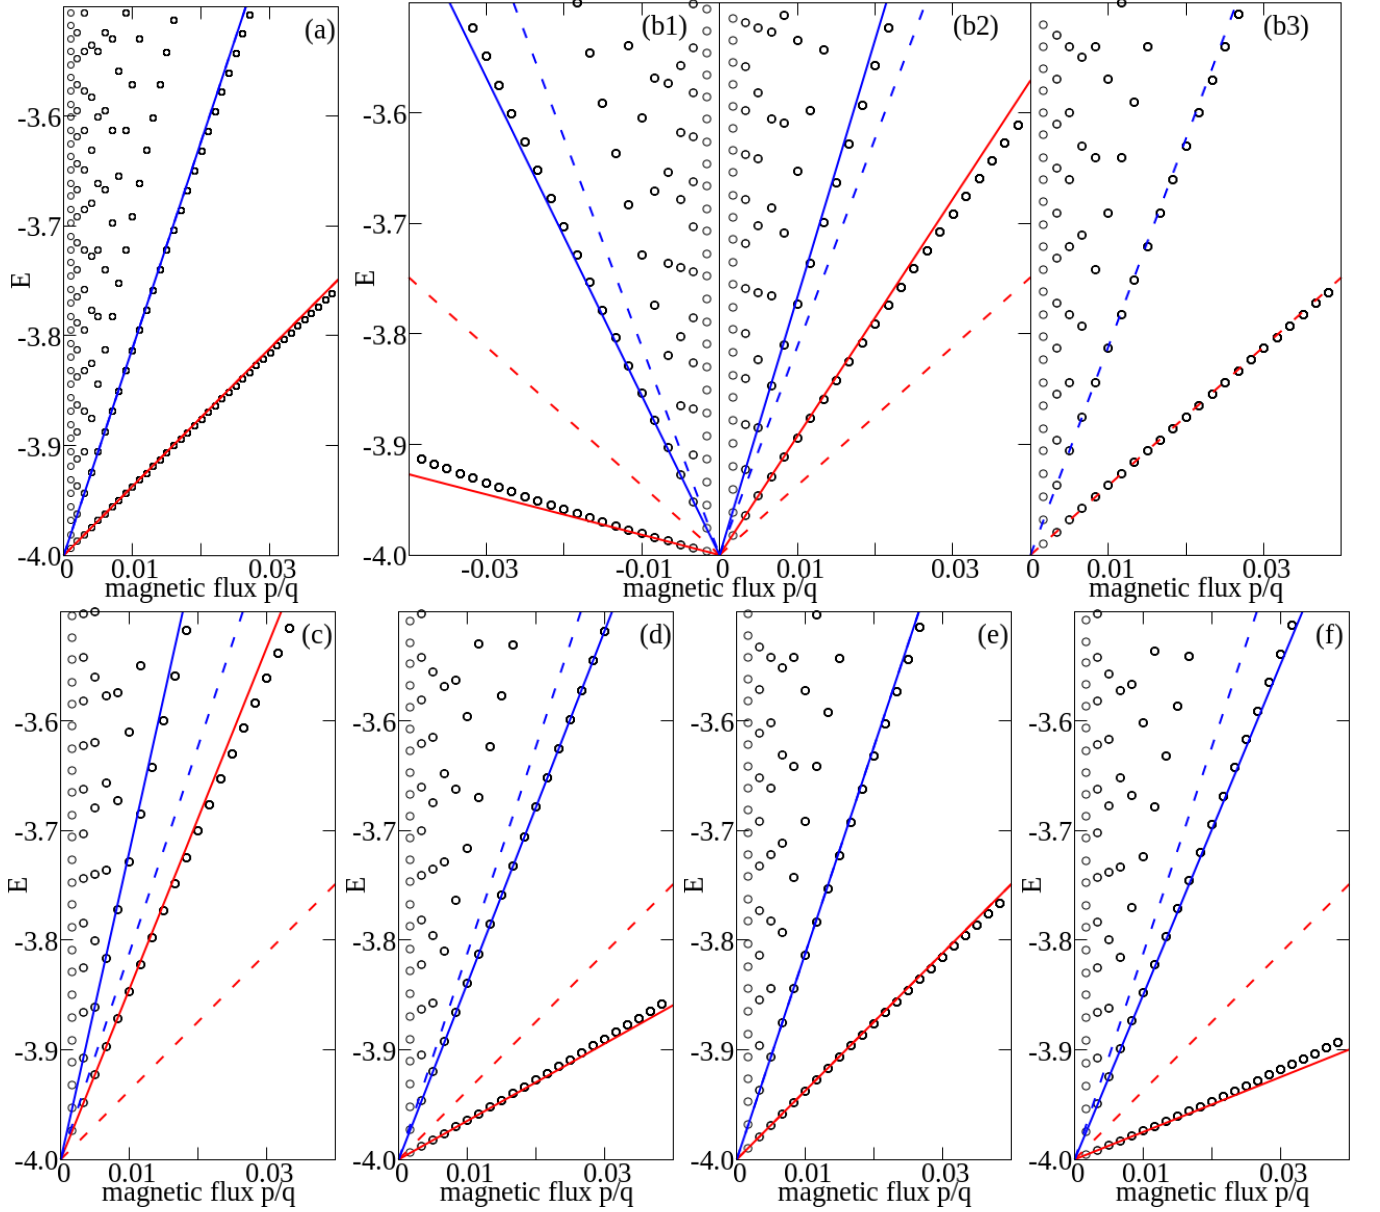 (a)
(b1)
(b2)
(b3)
-3.6
-3.7
-3.8
-3.9
-4.0
E
0
0.01
0.03
magnetic flux p/q
-3.6
-3.7
-3.8
-3.9
-4.0
E
-0.03
-0.01
0
0.01
0.03
magnetic flux p/q
0
0.01
0.03
magnetic flux p/q
(c)
(d)
(e)
(f)
-3.6
-3.7
-3.8
-3.9
-4.0
E
0
0.01
0.03
magnetic flux p/q
-3.6
-3.7
-3.8
-3.9
-4.0
E
0
0.01
0.03
magnetic flux p/q
-3.6
-3.7
-3.8
-3.9
-4.0
E
0
0.01
0.03
magnetic flux p/q
-3.6
-3.7
-3.8
-3.9
-4.0
E
0
0.01
0.03
magnetic flux p/q